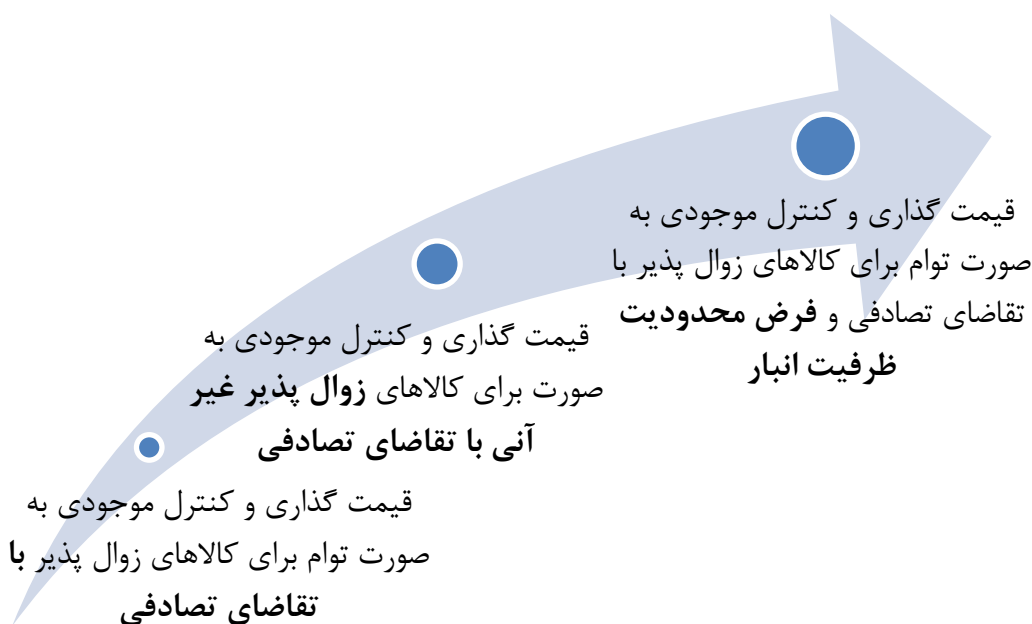 قیمت گذاری و کنترل موجودی به
صورت توام برای کالاهای زوال پذیر با
تقاضای تصادفی و فرض محدودیت
ظرفیت انبار
قیمت گذاری و کنترل موجودی به
صورت برای کالاهای زوال پذیر غیر
آنی با تقاضای تصادفی
قیمت گذاری و کنترل موجودی به
صورت توام برای کالاهای زوال پذیر با
تقاضای تصادفی